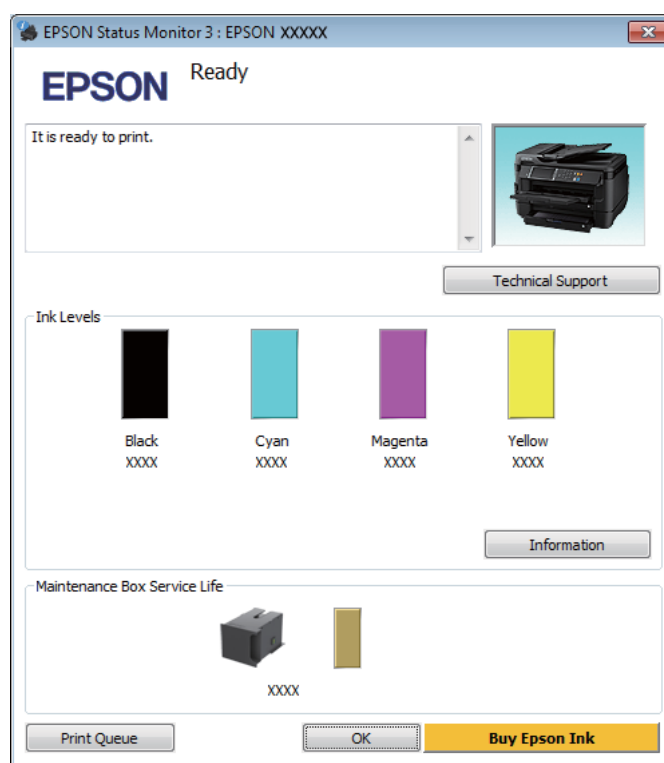 EPSON Status Monitor 3 : EPSON XXXXX
EPSON
Ready
It is ready to print.
Technical Support
Ink Levels
Black
Cyan
Magenta
Yellow
XXXX
XXXX
XXXX
XXXX
Information
Maintenance Box Service Life
XXXX
Print Queue
OK
Buy Epson Ink